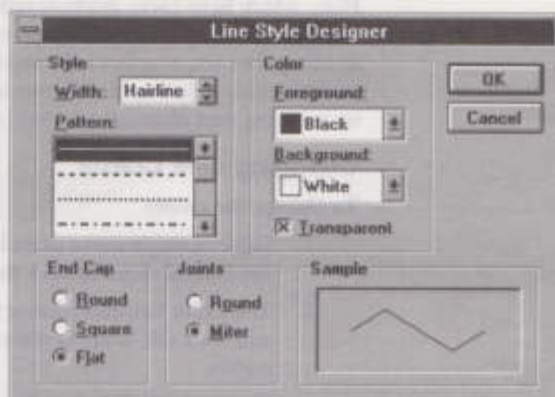 Line Style Designer
Style
Width: Hairline
Pattern:
Color
Foreground:
Black
Background:
White
Transparent
OK
Cancel
End Cap
Round
Square
Flat
Joints
Round
Miter
Sample